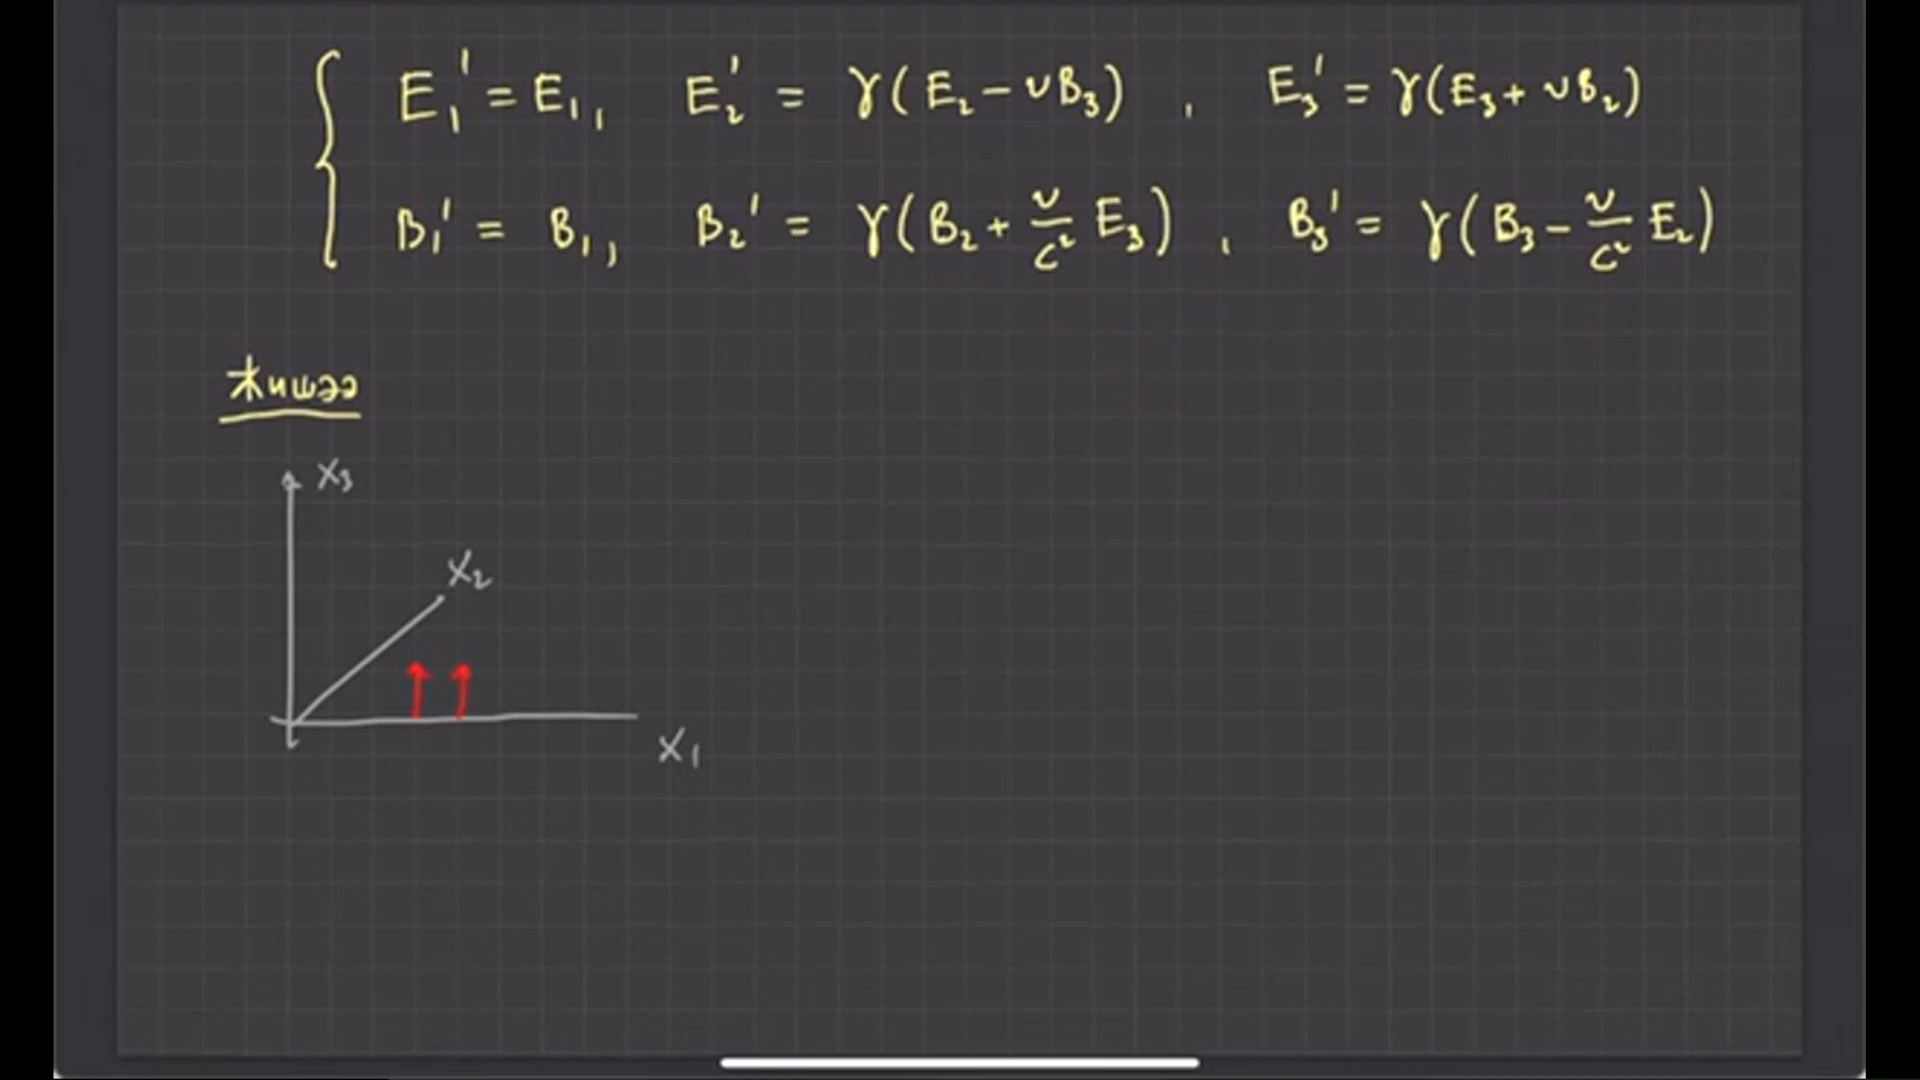 E₁' = E₁, E₂' = γ(E₂ - vB₃), E₃' = γ(E₃ + vB₂)
B₁' = B₁, B₂' = γ(B₂ + v/c² E₃), B₃' = γ(B₃ - v/c² E₂)
Жишээ
x₃
x₂
x₁